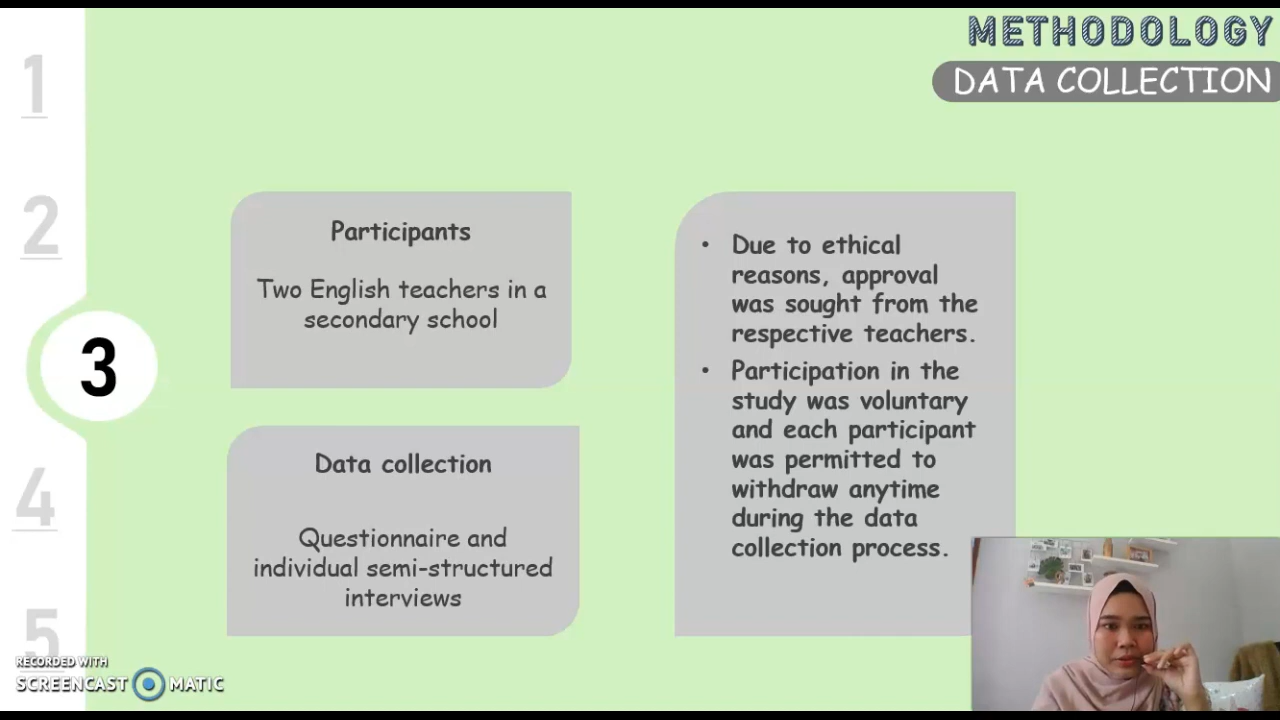 METHODOLOGY
DATA COLLECTION
1
2
3
4
5
Participants
Two English teachers in a
secondary school
Data collection
Questionnaire and
individual semi-structured
interviews
• Due to ethical
reasons, approval
was sought from the
respective teachers.
• Participation in the
study was voluntary
and each participant
was permitted to
withdraw anytime
during the data
collection process.
RECORDED WITH
SCREENCAST MATIC